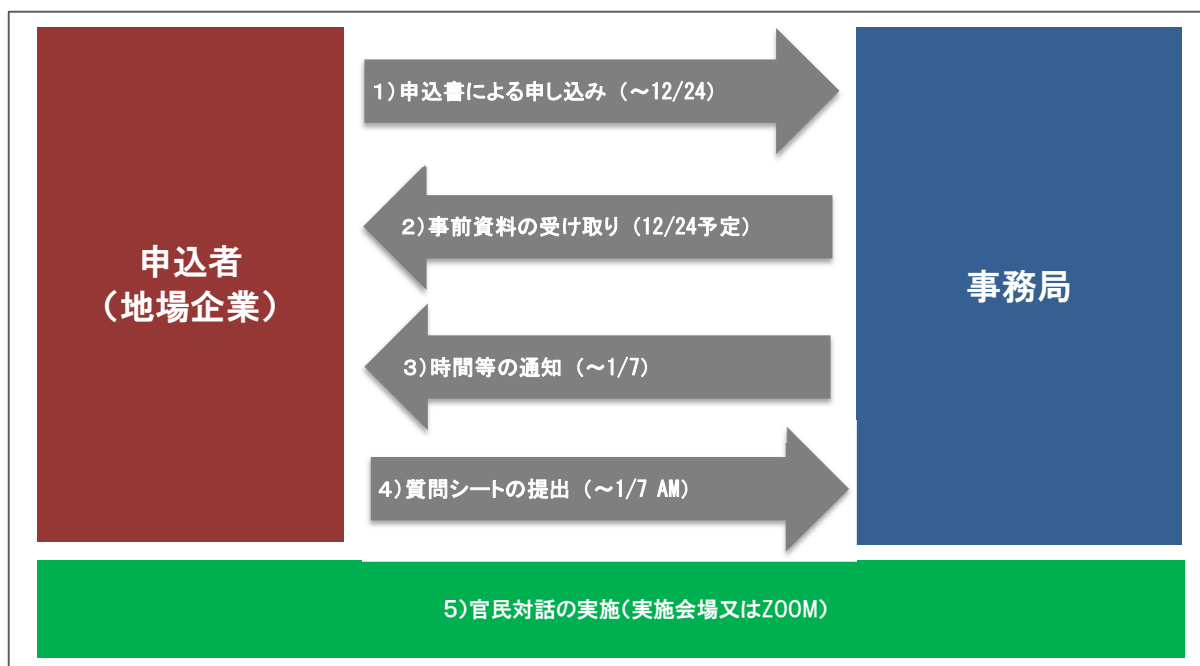 申込者
（地場企業）
1）申込書による申し込み（～12/24）
2）事前資料の受け取り（12/24予定）
3）時間等の通知（～1/7）
4）質問シートの提出（～1/7 AM）
事務局
5）官民対話の実施（実施会場又はZOOM）